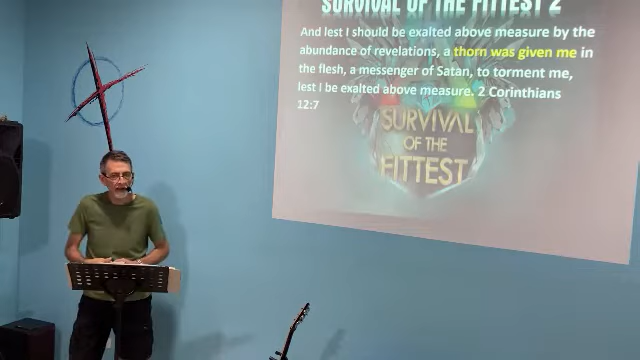 SURVIVAL OF THE FITTEST 2
And lest I should be exalted above measure by the
abundance of revelations, a thorn was given me in
the flesh, a messenger of Satan, to torment me,
lest I be exalted above measure. 2 Corinthians
12:7
SURVIVAL
OF THE
FITTEST